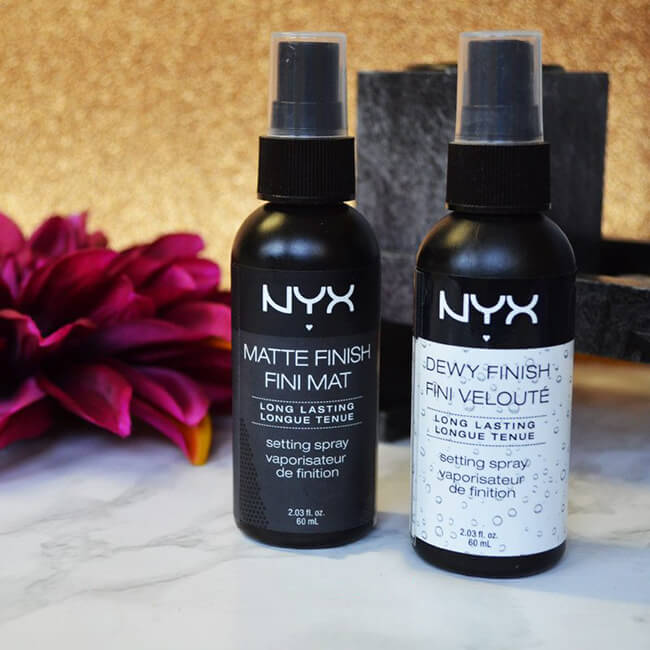 NYX
MATTE FINISH
FINI MAT
LONG LASTING
LONGUE TENUE
setting spray
vaporisateur
de finition
2.03 fl. oz.
60 mL
NYX
DEWY FINISH
FINI VELOUTÉ
LONG LASTING
LONGUE TENUE
setting spray
vaporisateur
de finition
2.03 fl. oz.
60 mL